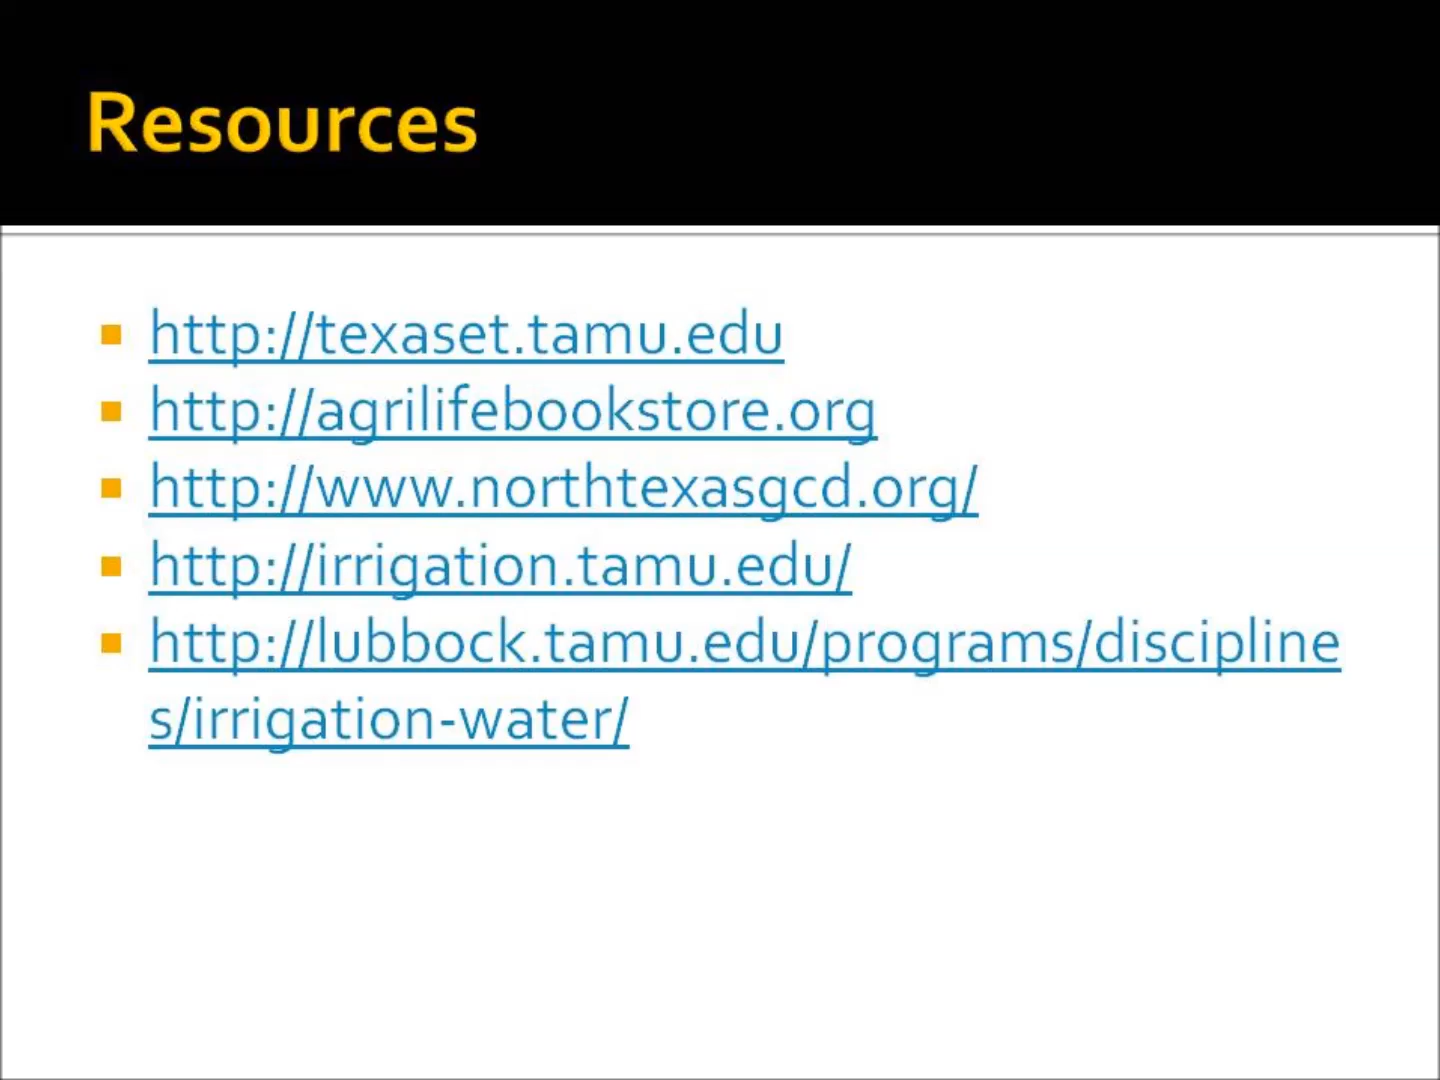 Resources
http://texaset.tamu.edu
http://agrilifebookstore.org
http://www.northtexasgcd.org/
http://irrigation.tamu.edu/
http://lubbock.tamu.edu/programs/discipline
s/irrigation-water/